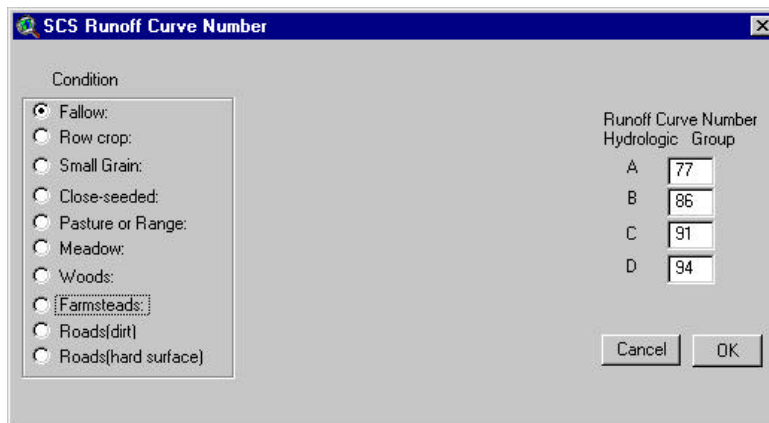 SCS Runoff Curve Number
Condition
Fallow:
Row crop:
Small Grain:
Close-seeded:
Pasture or Range:
Meadow:
Woods:
Farmsteads:
Roads(dirt)
Roads(hard surface)
Runoff Curve Number
Hydrologic Group
A 77
B 86
C 91
D 94
Cancel OK